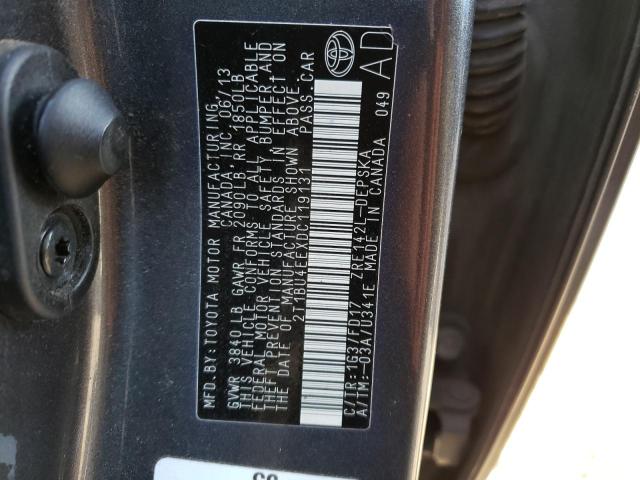 MFD.BY:TOYOTA MOTOR MANUFACTURING
CANADA, INC. 06/13
GVWR 3840LB GAWR FR 2090LB RR 1850LB
THIS VEHICLE CONFORMS TO ALL APPLICABLE
FEDERAL MOTOR VEHICLE SAFETY, BUMPER AND
THEFT PREVENTION STANDARDS IN EFFECT ON
THE DATE OF MANUFACTURE SHOWN ABOVE.
2T1BU4EEXDC119131 PASS.CAR
C/TR:1G3/FD17 ZRE142L-DEPSKA
A/TM:-03A/U341E MADE IN CANADA 049
AD